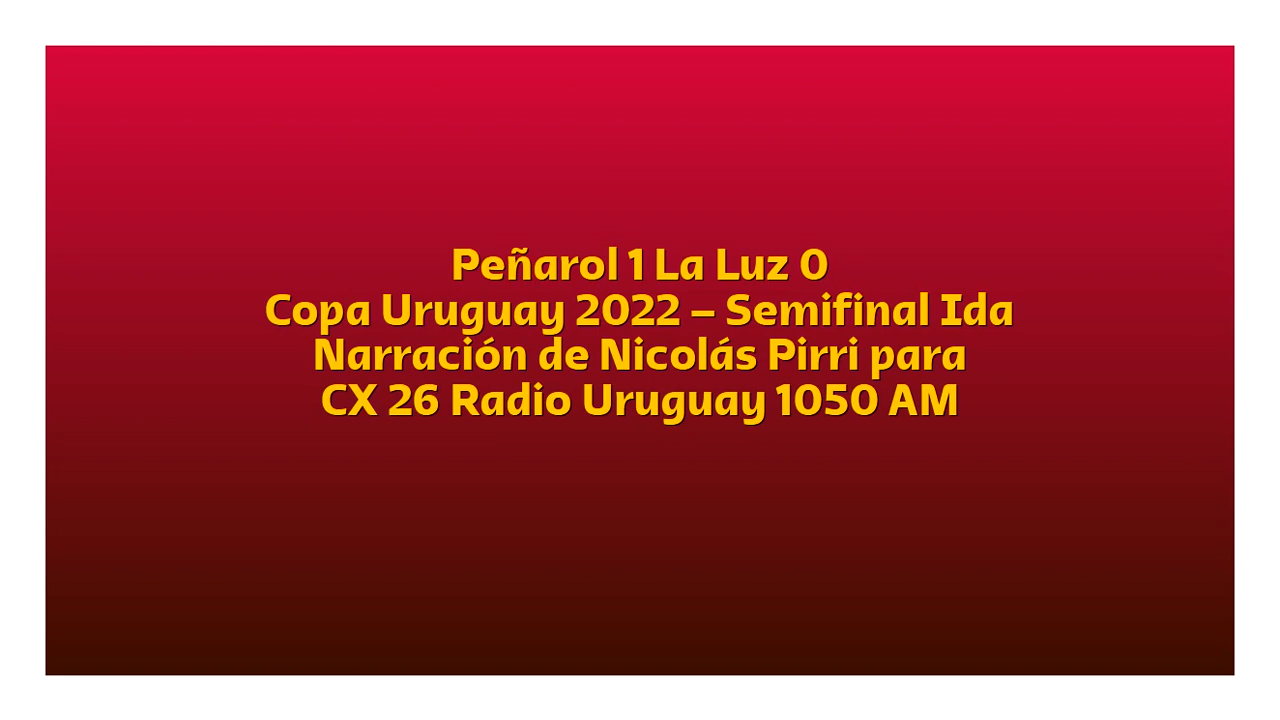 Peñarol 1 La Luz 0
Copa Uruguay 2022 – Semifinal Ida
Narración de Nicolás Pirri para
CX 26 Radio Uruguay 1050 AM